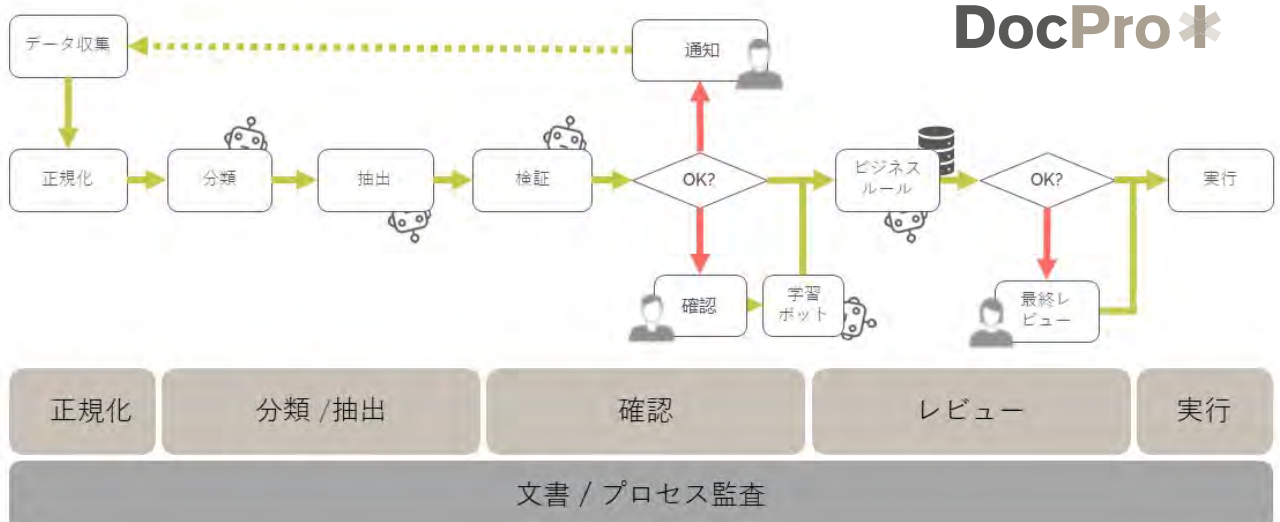 DocPro*
データ収集
通知
正規化
分類
抽出
検証
OK?
ビジネス
ルール
OK?
実行
確認
学習
ボット
最終レ
ビュー
正規化
分類 /抽出
確認
レビュー
実行
文書 / プロセス監査